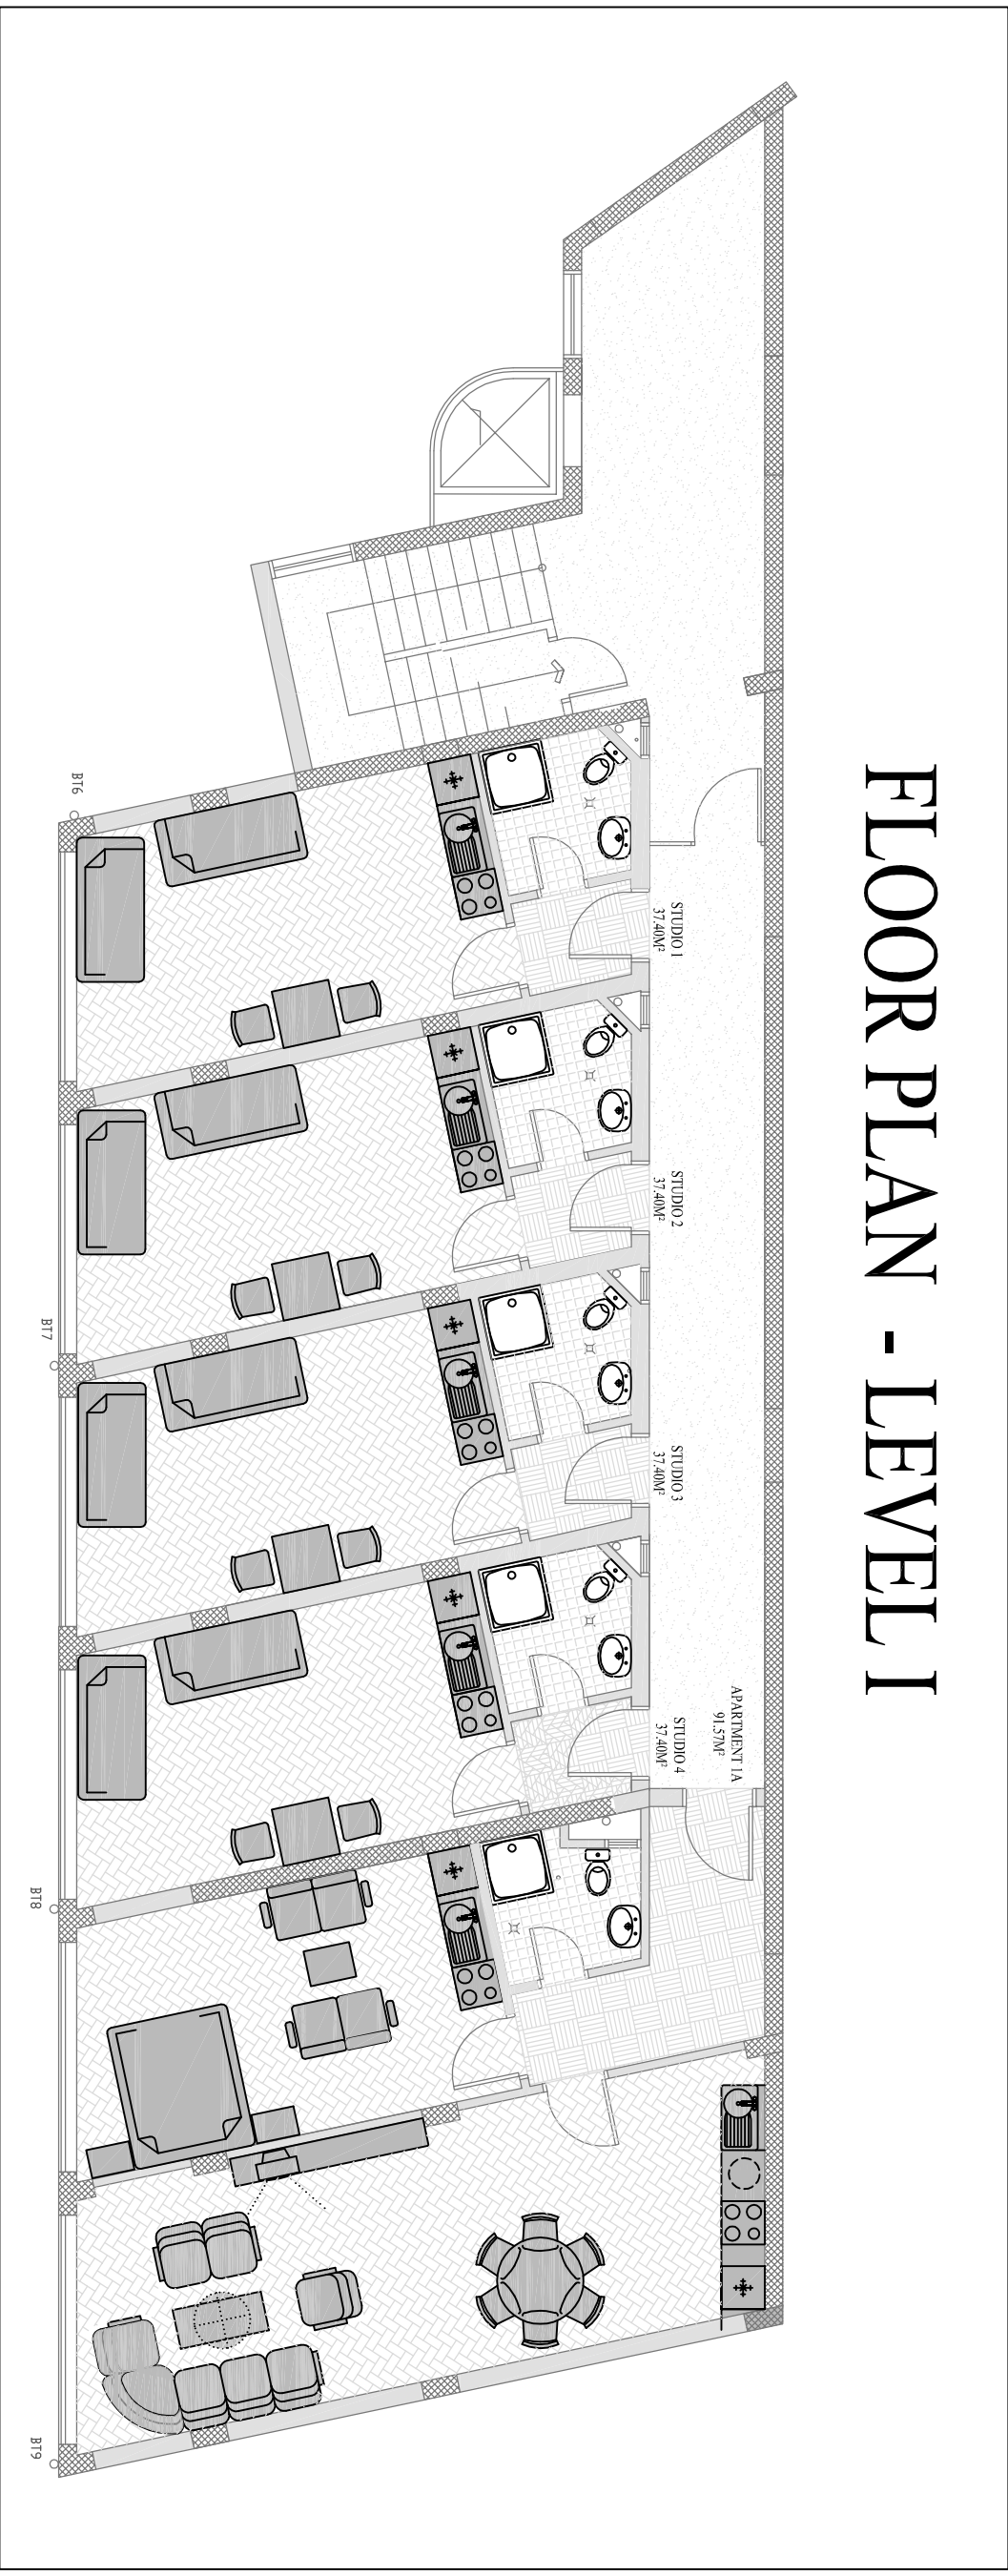 FLOOR PLAN - LEVEL I
APARTMENT 1A
91.57M²
STUDIO 1
37.40M²
STUDIO 2
37.40M²
STUDIO 3
37.40M²
STUDIO 4
37.40M²
BT6
BT7
BT8
BT9